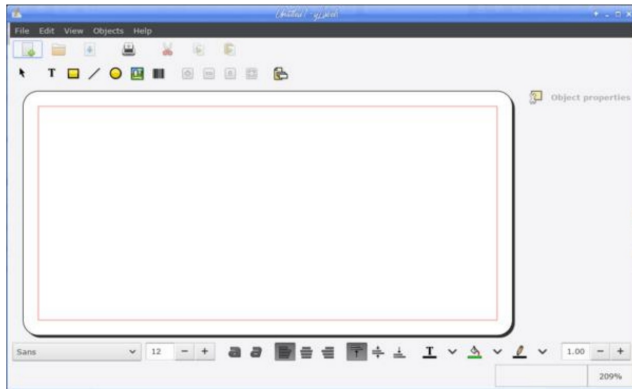 File Edit View Objects Help
T
Object properties
Sans 12 - + a a T 1.00 - +
209%